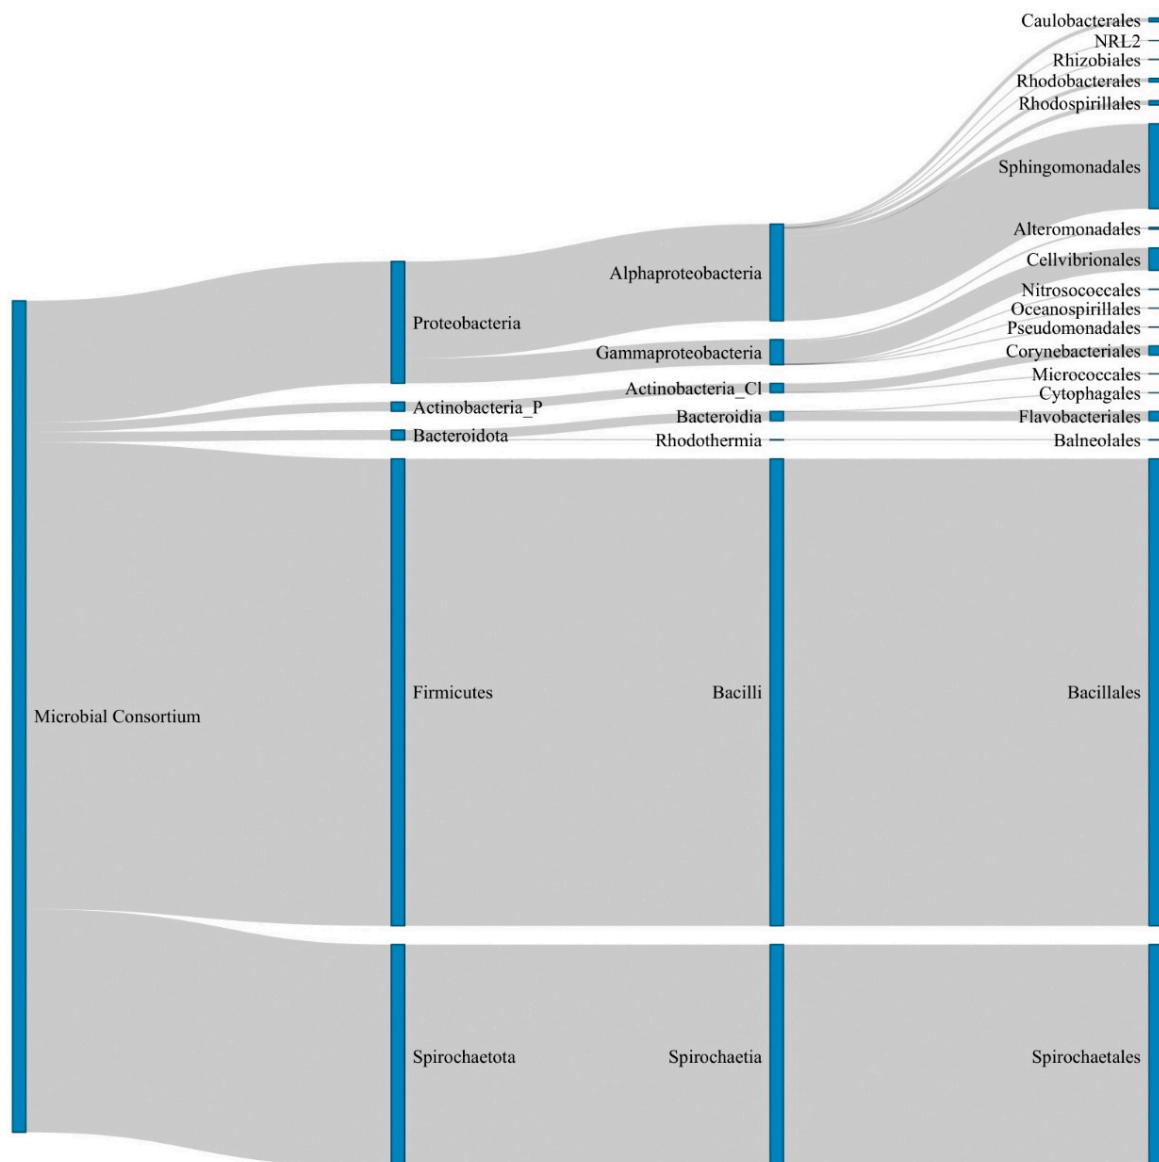 Caulobacterales
NRL2
Rhizobiales
Rhodobacterales
Rhodospirillales
Sphingomonadales
Alteromonadales
Cellvibrionales
Alphaproteobacteria
Nitrosococcales
Oceanospirillales
Proteobacteria
Pseudomonadales
Gammaproteobacteria
Corynebacteriales
Micrococcales
Actinobacteria_Cl
Cytophagales
Actinobacteria_P
Bacteroidia
Flavobacteriales
Bacteroidota
Rhodothermia
Balneolales
Firmicutes
Bacilli
Bacillales
Microbial Consortium
Spirochaetota
Spirochaetia
Spirochaetales